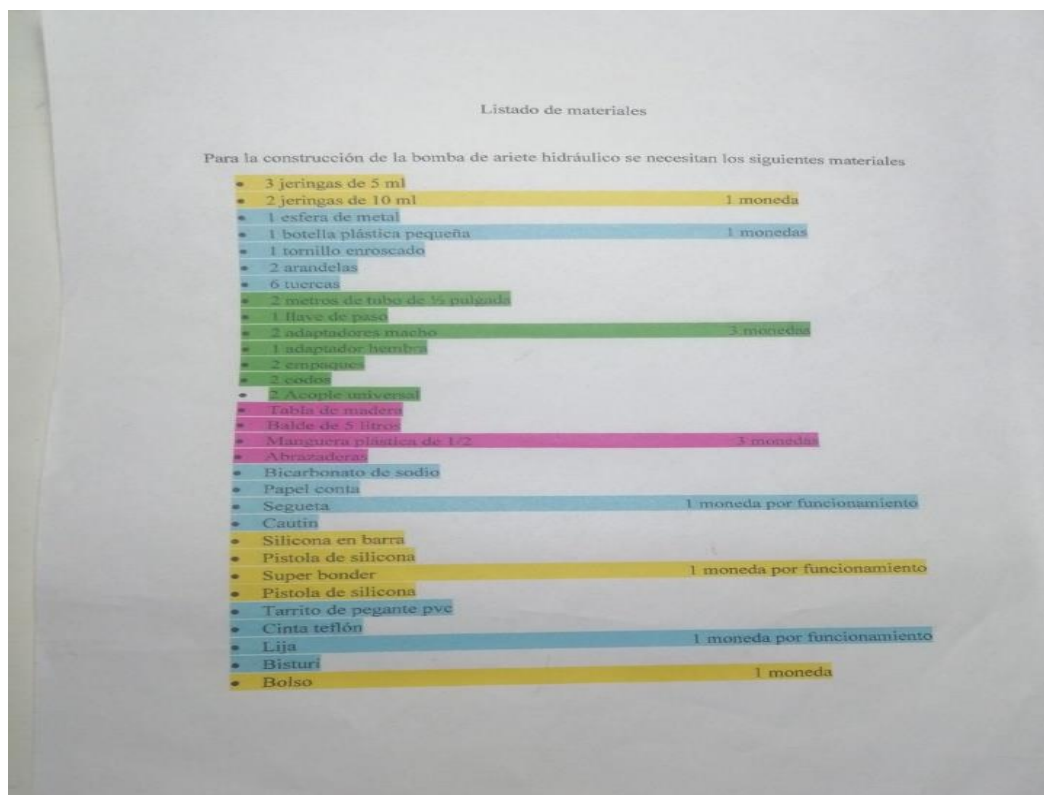 Listado de materiales
Para la construcción de la bomba de ariete hidráulico se necesitan los siguientes materiales
• 3 jeringas de 5 ml
• 2 jeringas de 10 ml 1 moneda
• 1 esfera de metal
• 1 botella plástica pequeña 1 monedas
• 1 tornillo enroscado
• 2 arandelas
• 6 tuercas
• 2 metros de tubo de ½ pulgada
• 1 llave de paso
• 2 adaptadores macho 3 monedas
• 1 adaptador hembra
• 2 empaques
• 2 codos
• 2 Acople universal
• Tabla de madera
• Balde de 5 litros
• Manguera plástica de 1/2 3 monedas
• Abrazaderas
• Bicarbonato de sodio
• Papel conta
• Segueta 1 moneda por funcionamiento
• Cautin
• Silicona en barra
• Pistola de silicona
• Super bonder 1 moneda por funcionamiento
• Pistola de silicona
• Tarrito de pegante pvc
• Cinta teflón
• Lija 1 moneda por funcionamiento
• Bisturí
• Bolso 1 moneda